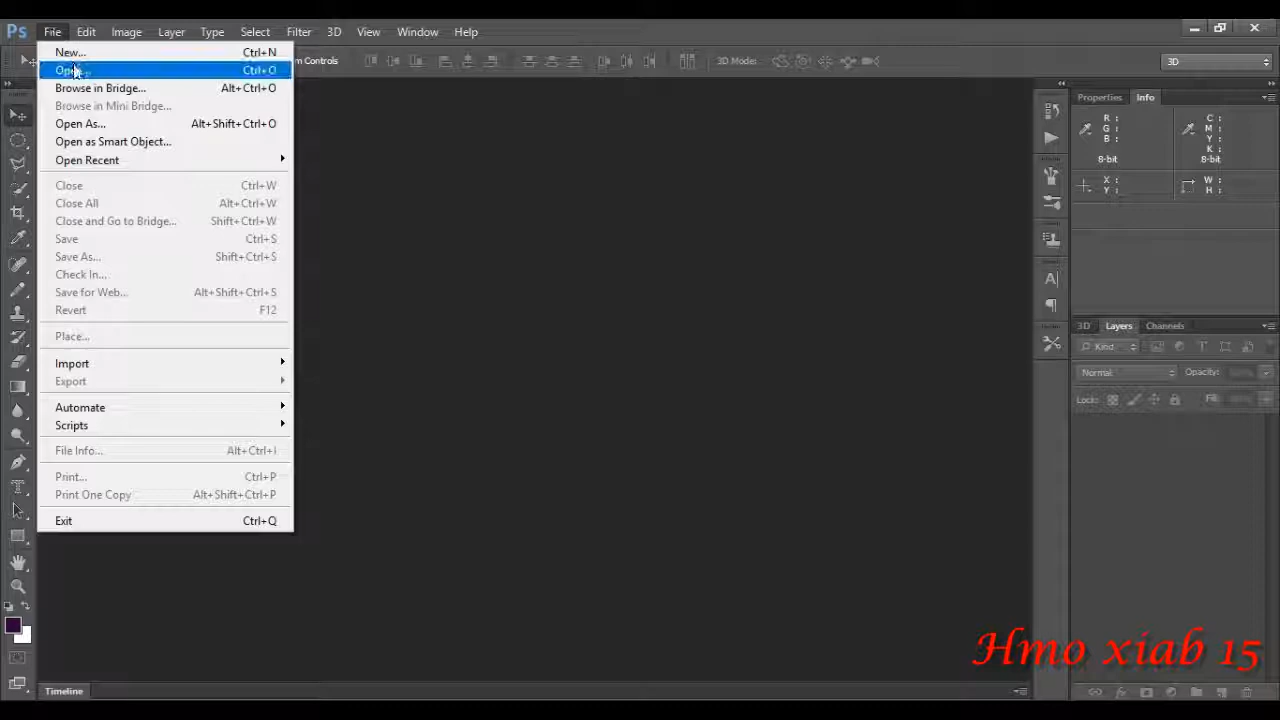 Ps File Edit Image Layer Type Select Filter 3D View Window Help
New... Ctrl+N
Ctrl+O
Browse in Bridge... Alt+Ctrl+O
Browse in Mini Bridge...
Open As... Alt+Shift+Ctrl+O
Open as Smart Object...
Open Recent
Close Ctrl+W
Close All Alt+Ctrl+W
Close and Go to Bridge... Shift+Ctrl+W
Save Ctrl+S
Save As... Shift+Ctrl+S
Check In...
Save for Web... Alt+Shift+Ctrl+S
Revert F12
Place...
Import
Export
Automate
Scripts
File Info... Alt+Ctrl+I
Print... Ctrl+P
Print One Copy Alt+Shift+Ctrl+P
Exit Ctrl+Q
Controls
3D Mode:
3D
Properties Info
R: C:
G: M:
B: Y:
K:
8-bit 8-bit
X: W:
Y: H:
3D Layers Channels
Kind
Normal Opacity:
Lock: Fill:
Hmo xiab 15
Timeline